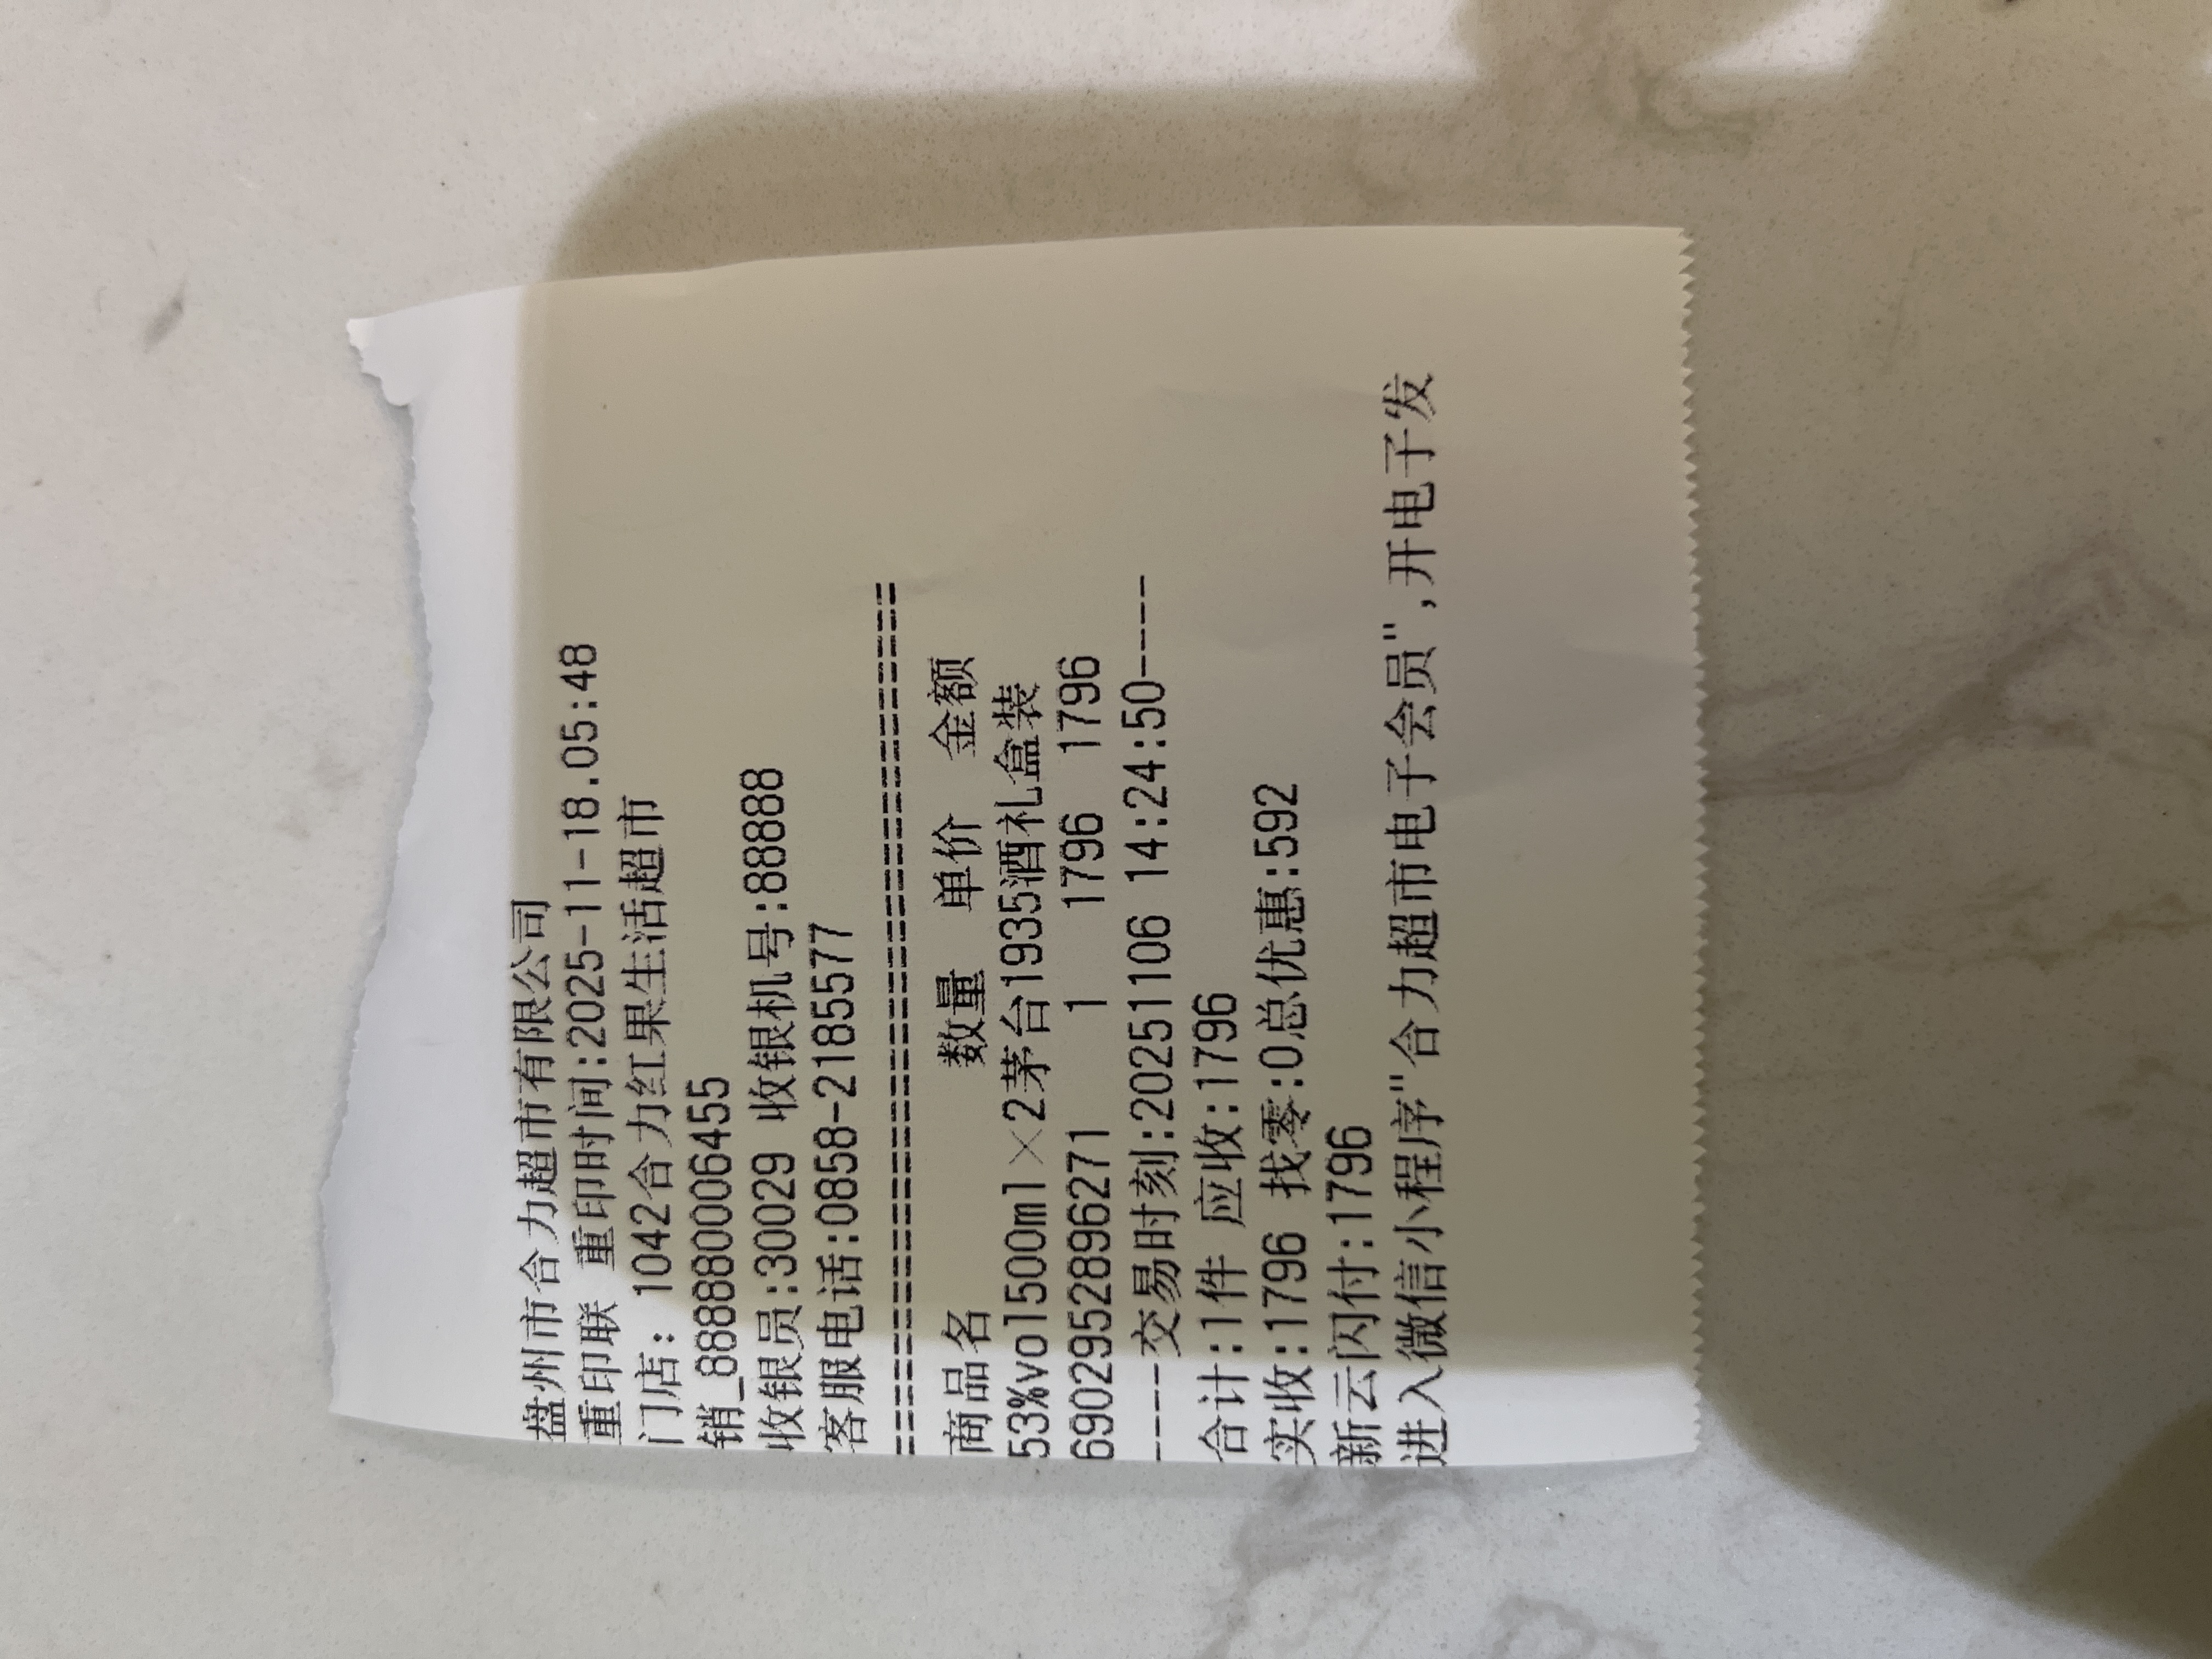 盘州市合力超市有限公司
重印联 重印时间:2025-11-18.05:48
门店: 1042合力红果生活超市
销_888880006455
收银员:30029 收银机号:88888
客服电话:0858-2185577
========================================
商品名 数量 单价 金额
53%vol500ml×2茅台1935酒礼盒装
6902952896271 1 1796 1796
----交易时刻:20251106 14:24:50----
合计:1件 应收:1796
实收:1796 找零:0总优惠:592
新云闪付:1796
进入微信小程序"合力超市电子会员",开电子发